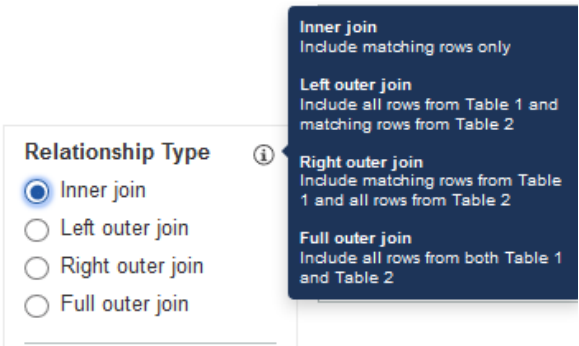 Relationship Type
Inner join
Left outer join
Right outer join
Full outer join
Inner join
Include matching rows only
Left outer join
Include all rows from Table 1 and
matching rows from Table 2
Right outer join
Include matching rows from Table
1 and all rows from Table 2
Full outer join
Include all rows from both Table 1
and Table 2